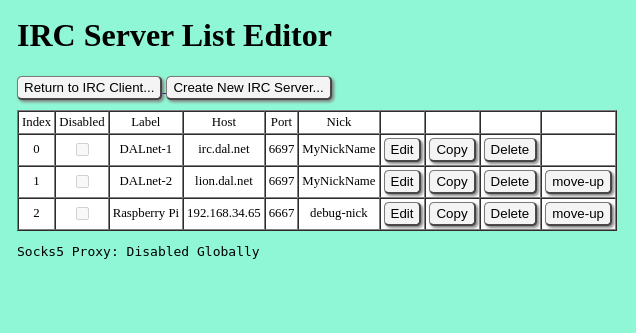 IRC Server List Editor
Return to IRC Client... Create New IRC Server...
Index Disabled Label Host Port Nick
0 DALnet-1 irc.dal.net 6697 MyNickName Edit Copy Delete
1 DALnet-2 lion.dal.net 6697 MyNickName Edit Copy Delete move-up
2 Raspberry Pi 192.168.34.65 6667 debug-nick Edit Copy Delete move-up
Socks5 Proxy: Disabled Globally